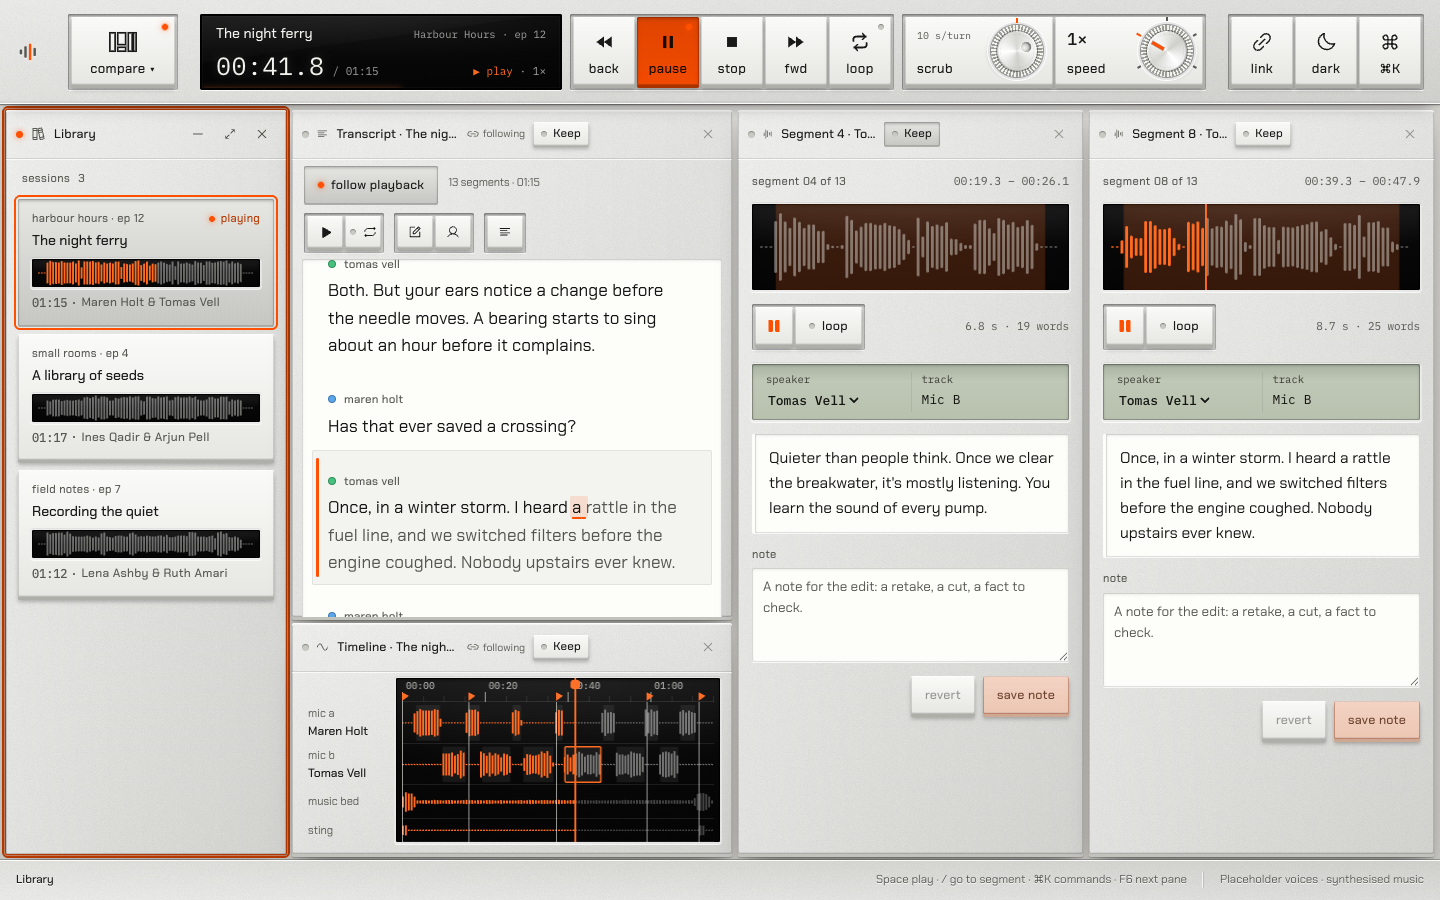 compare ▾
The night ferry
Harbour Hours · ep 12
00:41.8 / 01:15
▶ play · 1×
back
pause
stop
fwd
loop
10 s/turn
scrub
1×
speed
link
dark
⌘
⌘K
Library
sessions 3
harbour hours · ep 12
playing
The night ferry
01:15 · Maren Holt & Tomas Vell
small rooms · ep 4
A library of seeds
01:17 · Ines Qadir & Arjun Pell
field notes · ep 7
Recording the quiet
01:12 · Lena Ashby & Ruth Amari
Transcript · The nig...
following
Keep
follow playback
13 segments · 01:15
tomas vell
Both. But your ears notice a change before
the needle moves. A bearing starts to sing
about an hour before it complains.
maren holt
Has that ever saved a crossing?
tomas vell
Once, in a winter storm. I heard a rattle in the
fuel line, and we switched filters before the
engine coughed. Nobody upstairs ever knew.
maren holt
Timeline · The nigh...
following
Keep
00:00
00:20
0:40
01:00
mic a
Maren Holt
mic b
Tomas Vell
music bed
sting
Segment 4 · To...
Keep
segment 04 of 13
00:19.3 – 00:26.1
loop
6.8 s · 19 words
speaker
Tomas Vell
track
Mic B
Quieter than people think. Once we clear
the breakwater, it's mostly listening. You
learn the sound of every pump.
note
A note for the edit: a retake, a cut, a fact to
check.
revert
save note
Segment 8 · To...
Keep
segment 08 of 13
00:39.3 – 00:47.9
loop
8.7 s · 25 words
speaker
Tomas Vell
track
Mic B
Once, in a winter storm. I heard a rattle
in the fuel line, and we switched filters
before the engine coughed. Nobody
upstairs ever knew.
note
A note for the edit: a retake, a cut, a fact to
check.
revert
save note
Library
Space play · / go to segment · ⌘K commands · F6 next pane
Placeholder voices · synthesised music